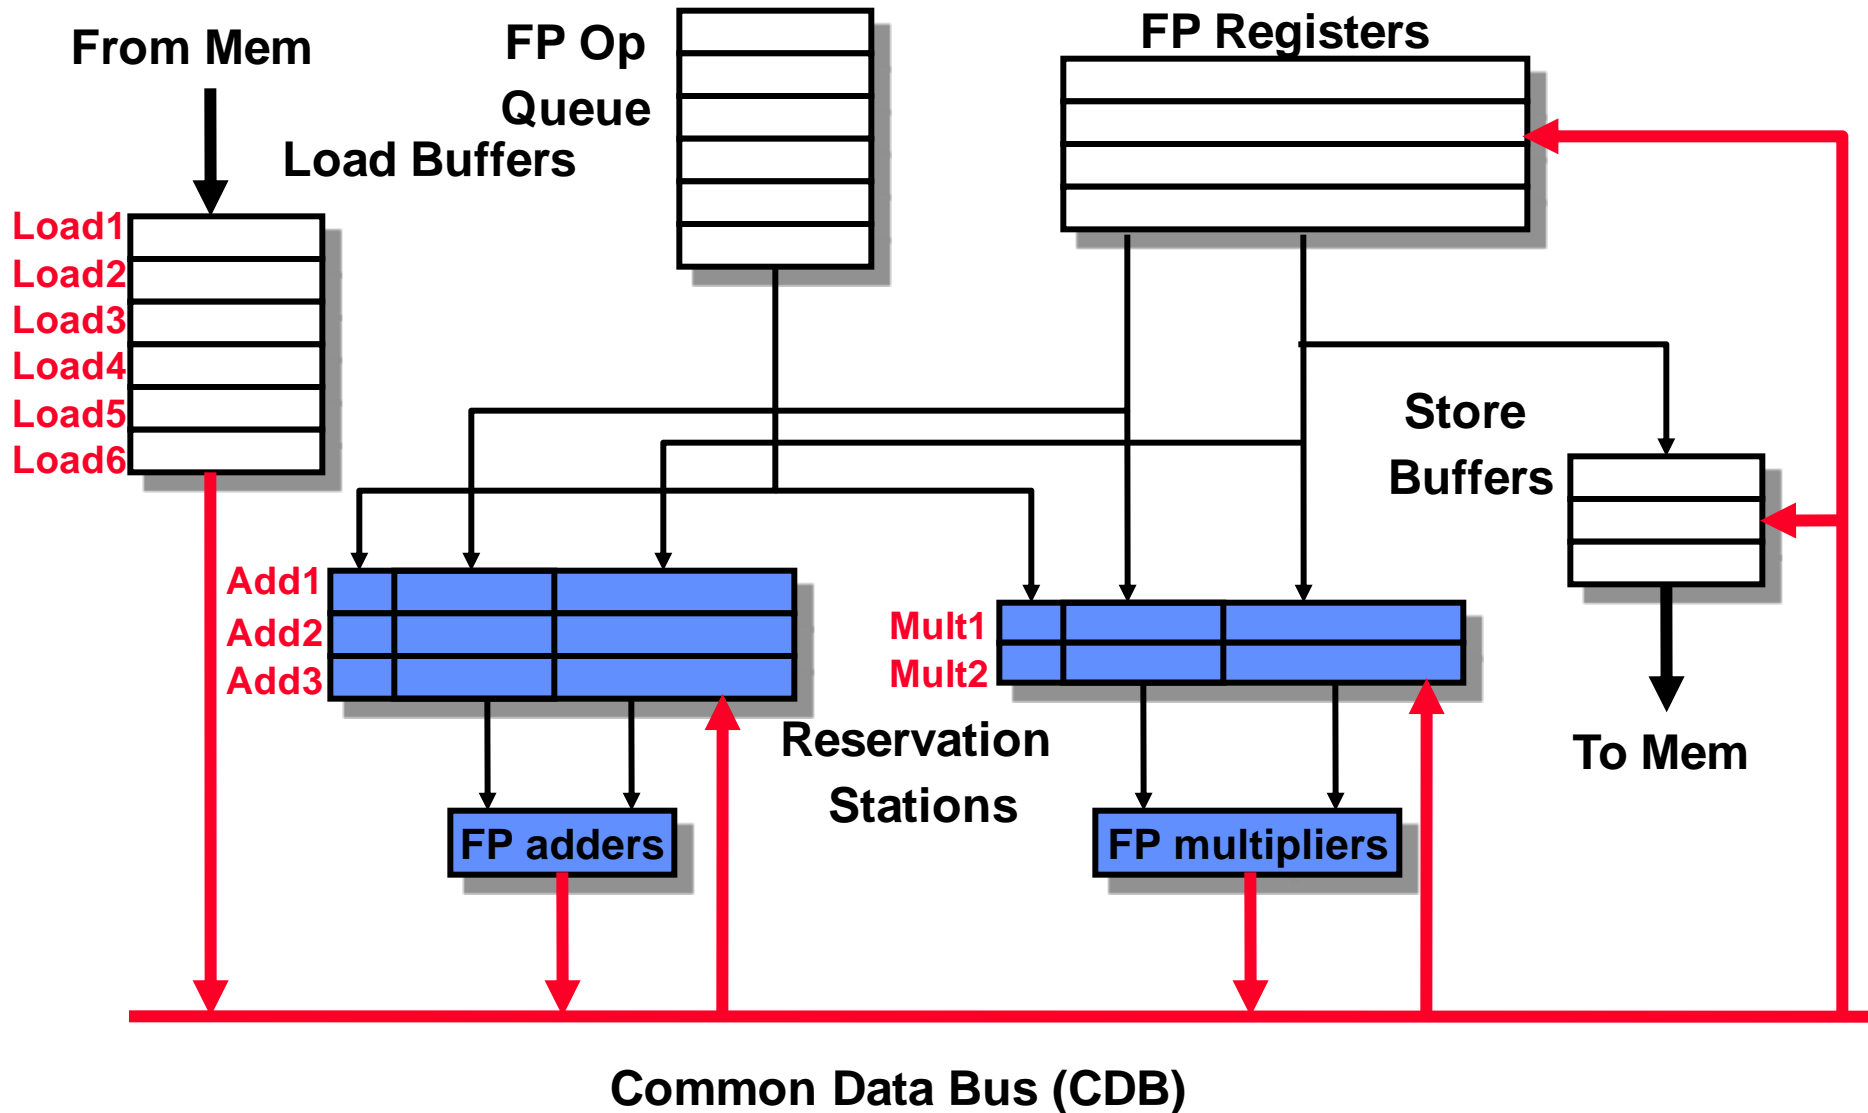 From Mem
FP Op
Queue
FP Registers
Load Buffers
Load1
Load2
Load3
Load4
Load5
Load6
Store
Buffers
Add1
Add2
Add3
Mult1
Mult2
Reservation
Stations
To Mem
FP adders
FP multipliers
Common Data Bus (CDB)